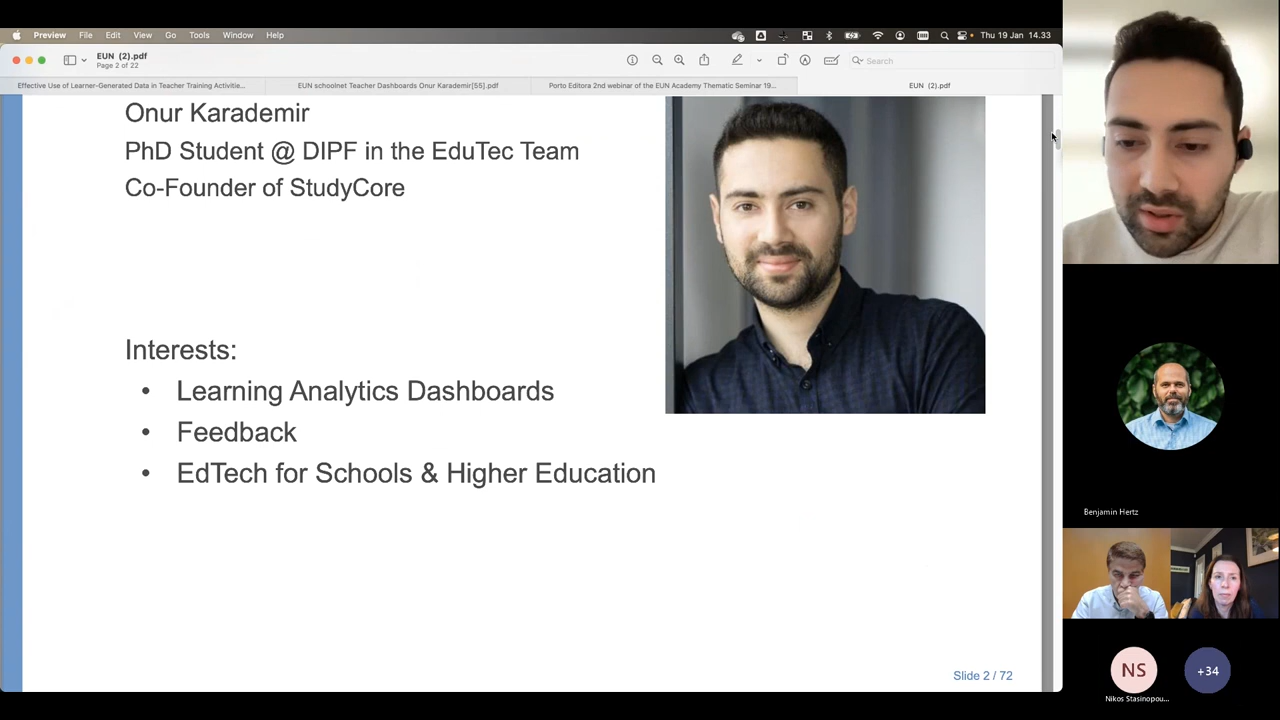 Preview File Edit View Go Tools Window Help
Thu 19 Jan 14.33
EUN (2).pdf
Page 2 of 22
Search
Effective Use of Learner-Generated Data in Teacher Training Activitie...
EUN schoolnet Teacher Dashboards Onur Karademir[55].pdf
Porto Editora 2nd webinar of the EUN Academy Thematic Seminar 19...
EUN (2).pdf
Onur Karademir
PhD Student @ DIPF in the EduTec Team
Co-Founder of StudyCore
Interests:
• Learning Analytics Dashboards
• Feedback
• EdTech for Schools & Higher Education
Slide 2 / 72
Benjamin Hertz
NS
+34
Nikos Stasinopou...